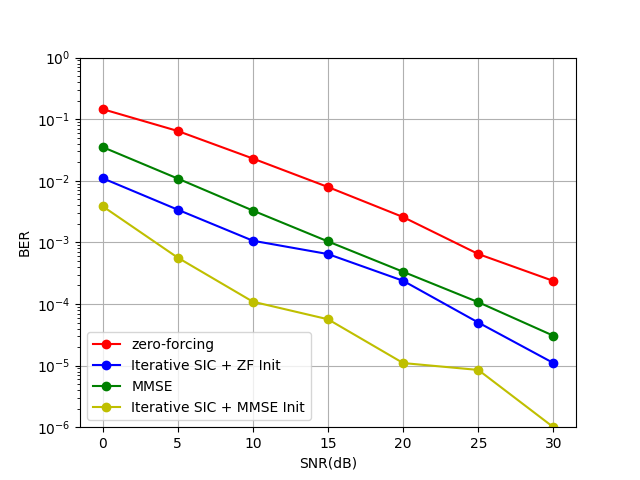 10^0
10^-1
10^-2
10^-3
10^-4
10^-5
10^-6
BER
zero-forcing
Iterative SIC + ZF Init
MMSE
Iterative SIC + MMSE Init
0 5 10 15 20 25 30
SNR(dB)